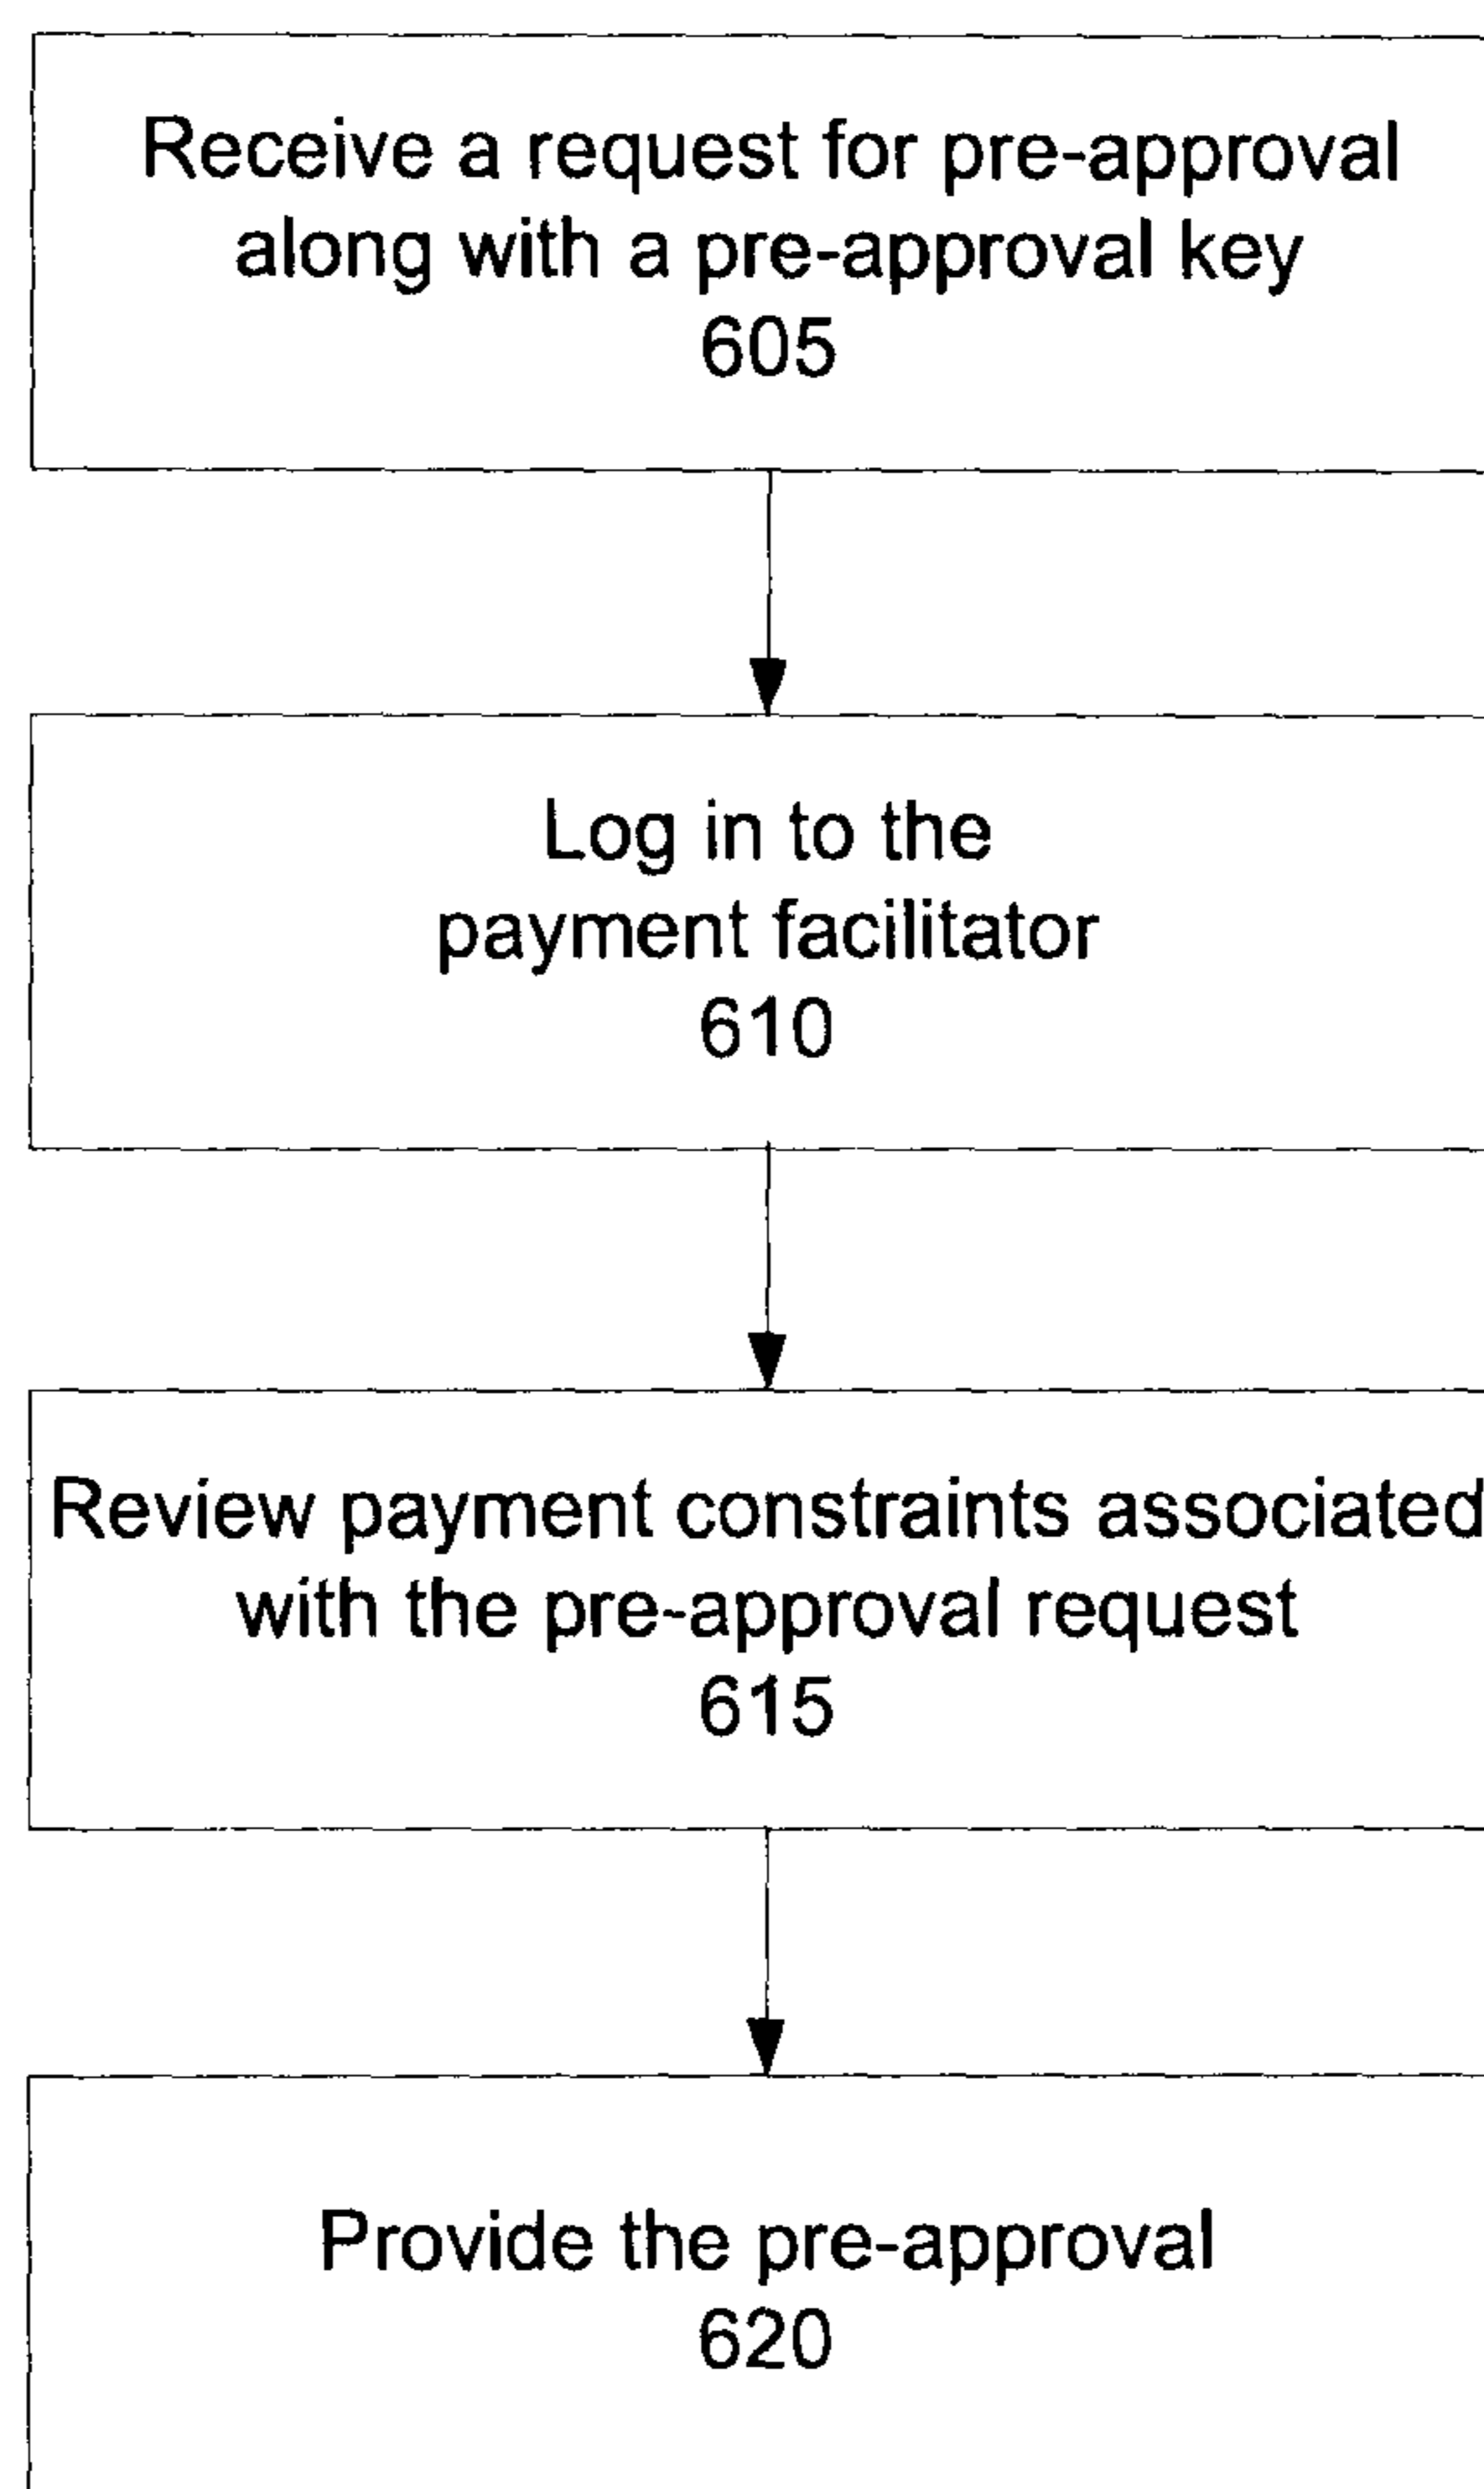 Receive a request for pre-approval
along with a pre-approval key
605
Log in to the
payment facilitator
610
Review payment constraints associated
with the pre-approval request
615
Provide the pre-approval
620